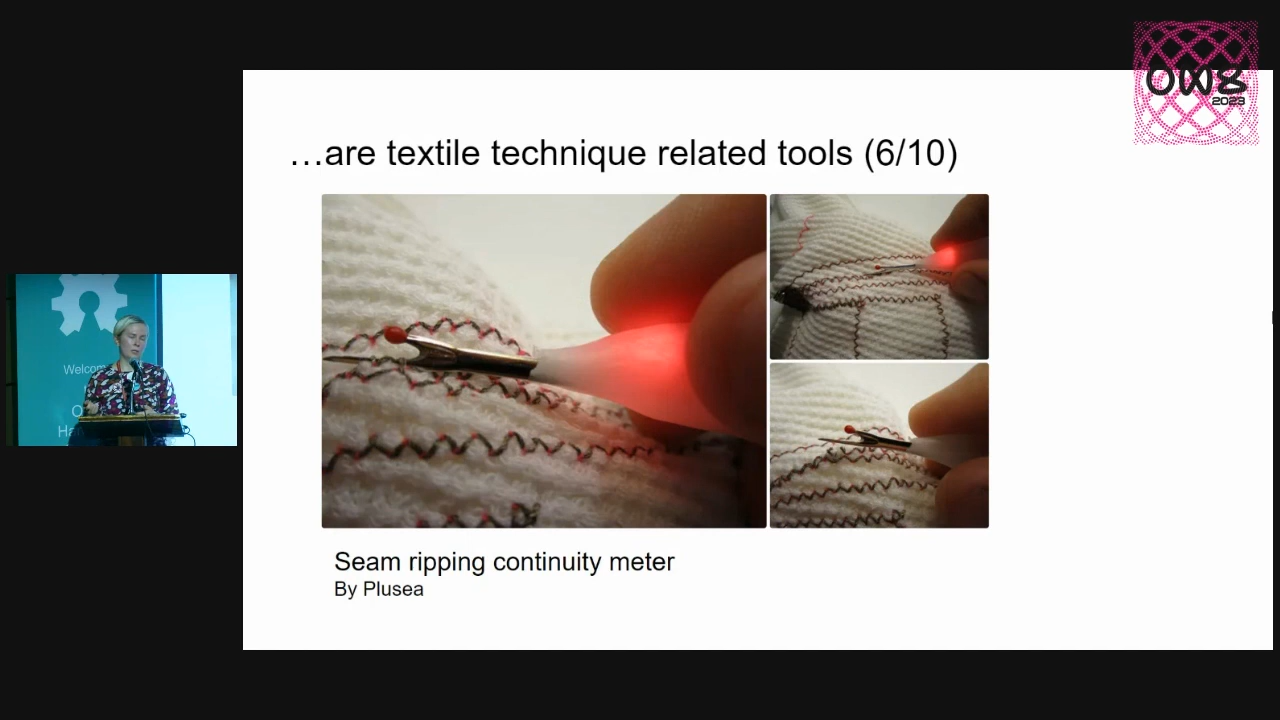 …are textile technique related tools (6/10)
Seam ripping continuity meter
By Plusea
OW8
2023